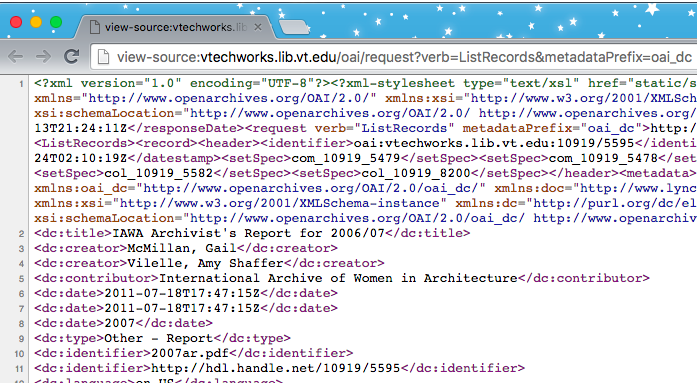 view-source:vtechworks.lib.vt
view-source:vtechworks.lib.vt.edu/oai/request?verb=ListRecords&metadataPrefix=oai_dc
1 <?xml version="1.0" encoding="UTF-8"?><?xml-stylesheet type="text/xsl" href="static/s
xmlns="http://www.openarchives.org/OAI/2.0/" xmlns:xsi="http://www.w3.org/2001/XMLSch
xsi:schemaLocation="http://www.openarchives.org/OAI/2.0/ http://www.openarchives.org/
13T21:24:11Z</responseDate><request verb="ListRecords" metadataPrefix="oai_dc">http:/
<ListRecords><record><header><identifier>oai:vtechworks.lib.vt.edu:10919/5595</identi
24T02:10:19Z</datestamp><setSpec>com_10919_5479</setSpec><setSpec>com_10919_5478</set
<setSpec>col_10919_5582</setSpec><setSpec>col_10919_8200</setSpec></header><metadata>
xmlns:oai_dc="http://www.openarchives.org/OAI/2.0/oai_dc/" xmlns:doc="http://www.lync
xmlns:xsi="http://www.w3.org/2001/XMLSchema-instance" xmlns:dc="http://purl.org/dc/el
xsi:schemaLocation="http://www.openarchives.org/OAI/2.0/oai_dc/ http://www.openarchiv
2 <dc:title>IAWA Archivist's Report for 2006/07</dc:title>
3 <dc:creator>McMillan, Gail</dc:creator>
4 <dc:creator>Vilelle, Amy Shaffer</dc:creator>
5 <dc:contributor>International Archive of Women in Architecture</dc:contributor>
6 <dc:date>2011-07-18T17:47:15Z</dc:date>
7 <dc:date>2011-07-18T17:47:15Z</dc:date>
8 <dc:date>2007</dc:date>
9 <dc:type>Other - Report</dc:type>
10 <dc:identifier>2007ar.pdf</dc:identifier>
11 <dc:identifier>http://hdl.handle.net/10919/5595</dc:identifier>
12 <dc:language>en_US</dc:language>